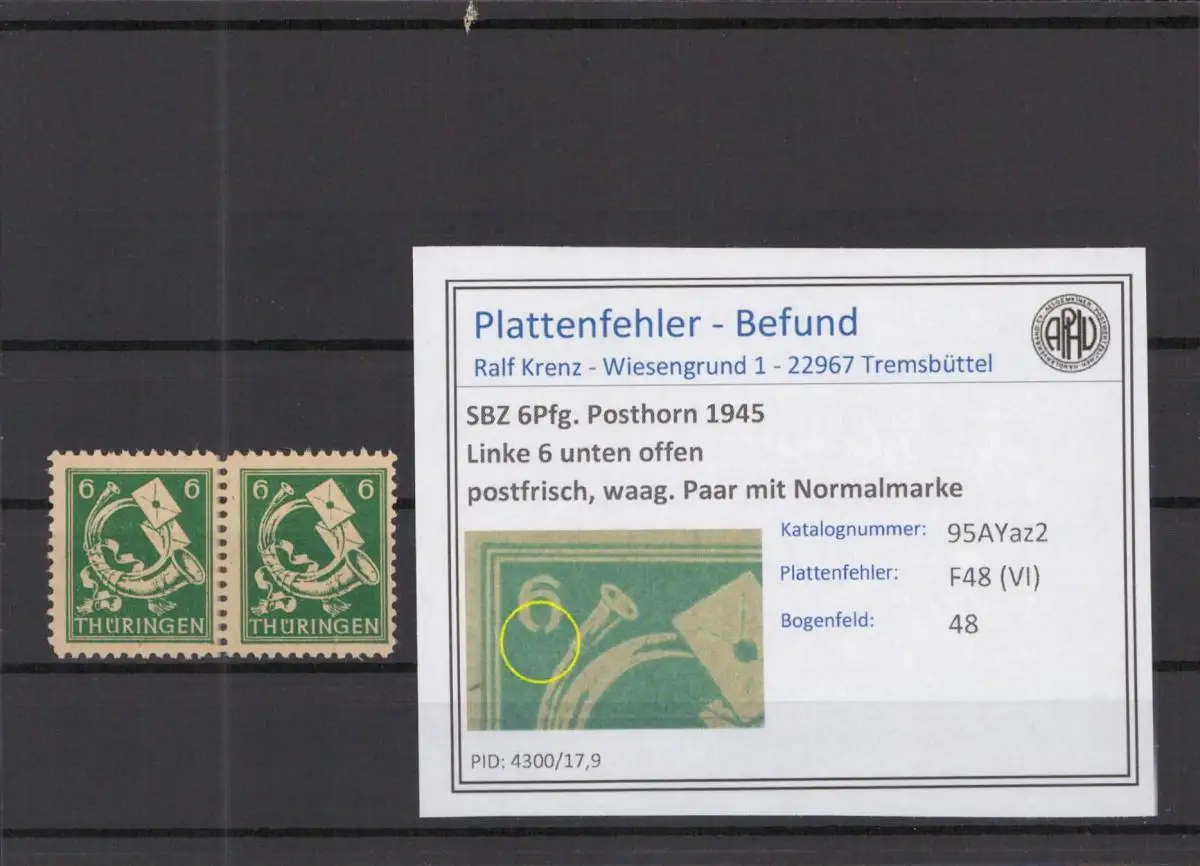 6 6 6 6
THÜRINGEN THÜRINGEN
Plattenfehler - Befund
Ralf Krenz - Wiesengrund 1 - 22967 Tremsbüttel
APHV
SBZ 6Pfg. Posthorn 1945
Linke 6 unten offen
postfrisch, waag. Paar mit Normalmarke
6
Katalognummer: 95AYaz2
Plattenfehler: F48 (VI)
Bogenfeld: 48
PID: 4300/17,9